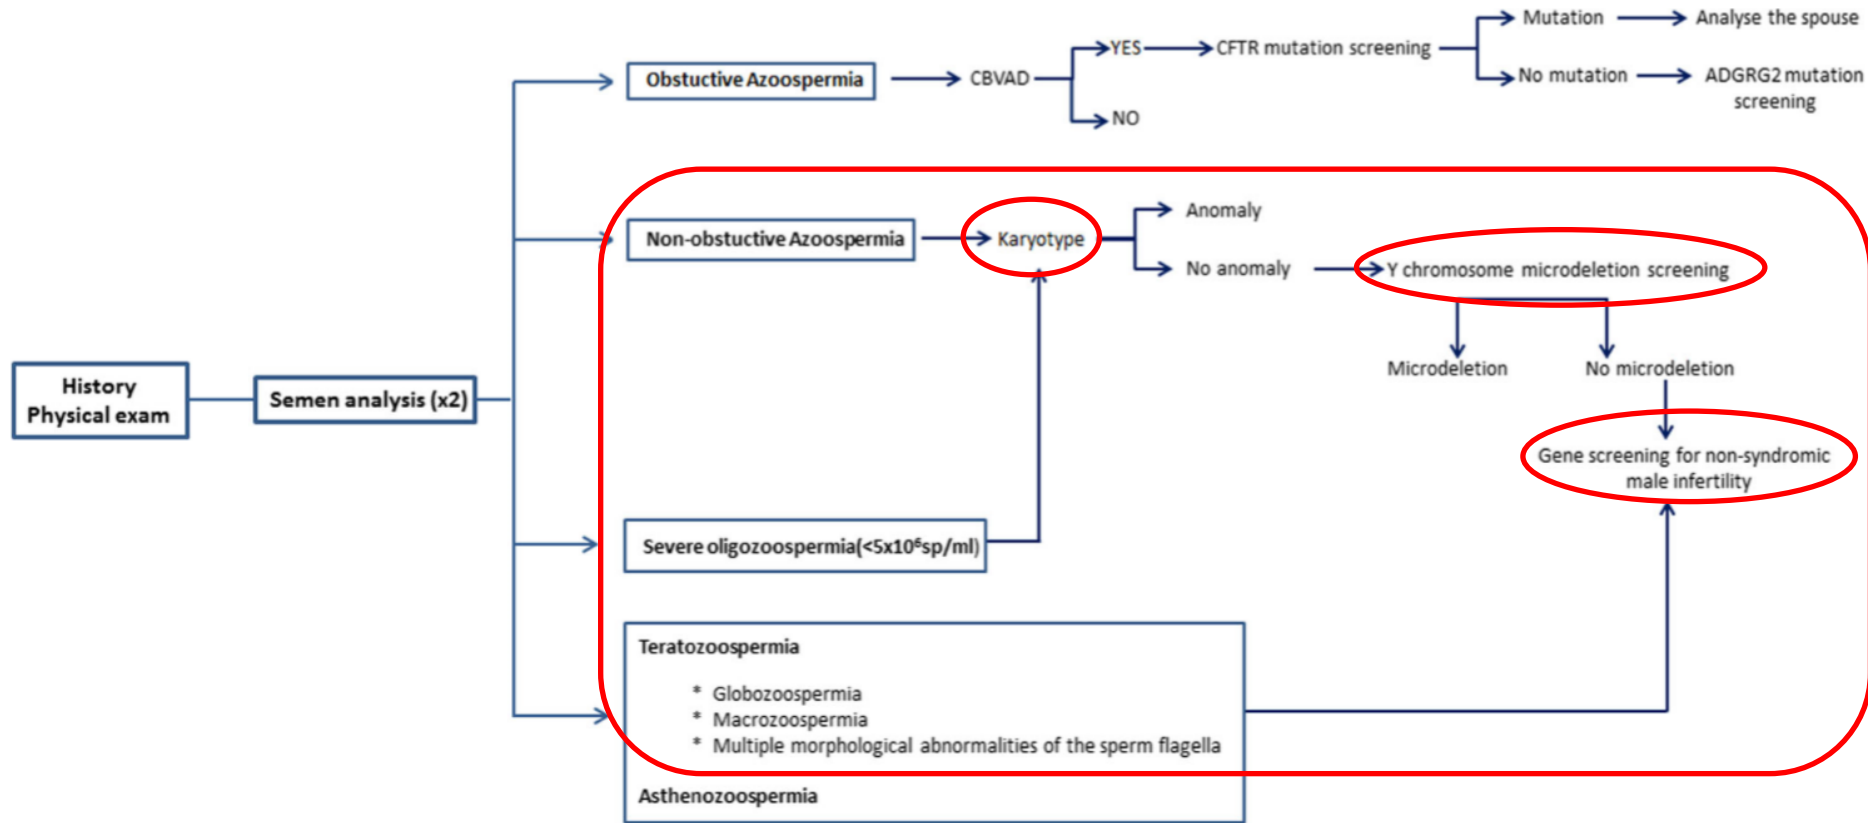 Mutation
Analyse the spouse
YES
CFTR mutation screening
Obstuctive Azoospermia
CBVAD
No mutation
ADGRG2 mutation
screening
NO
Anomaly
Non-obstuctive Azoospermia
Karyotype
No anomaly
Y chromosome microdeletion screening
Microdeletion
No microdeletion
History
Physical exam
Semen analysis (x2)
Gene screening for non-syndromic
male infertility
Severe oligozoospermia(<5x10⁶sp/ml)
Teratozoospermia
* Globozoospermia
* Macrozoospermia
* Multiple morphological abnormalities of the sperm flagella
Asthenozoospermia